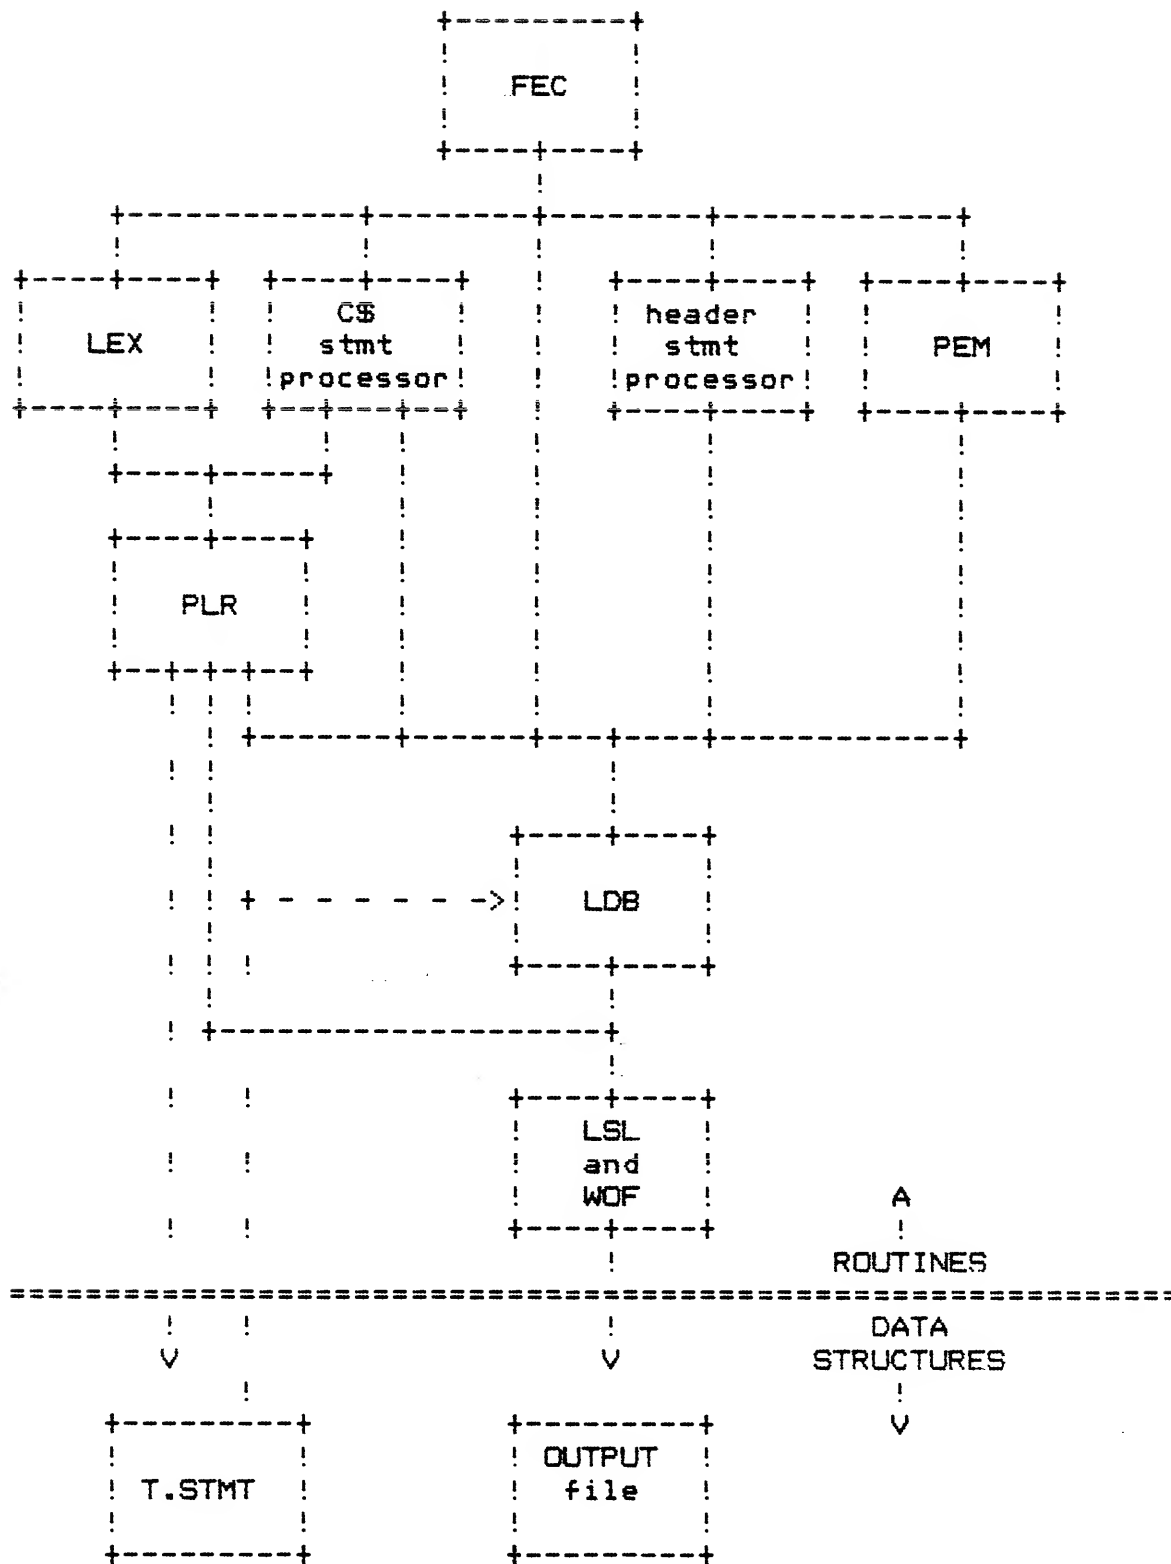 FEC
LEX
C$
stmt
processor
header
stmt
processor
PEM
PLR
LDB
LSL
and
WOF
ROUTINES
DATA
STRUCTURES
T.STMT
OUTPUT
file